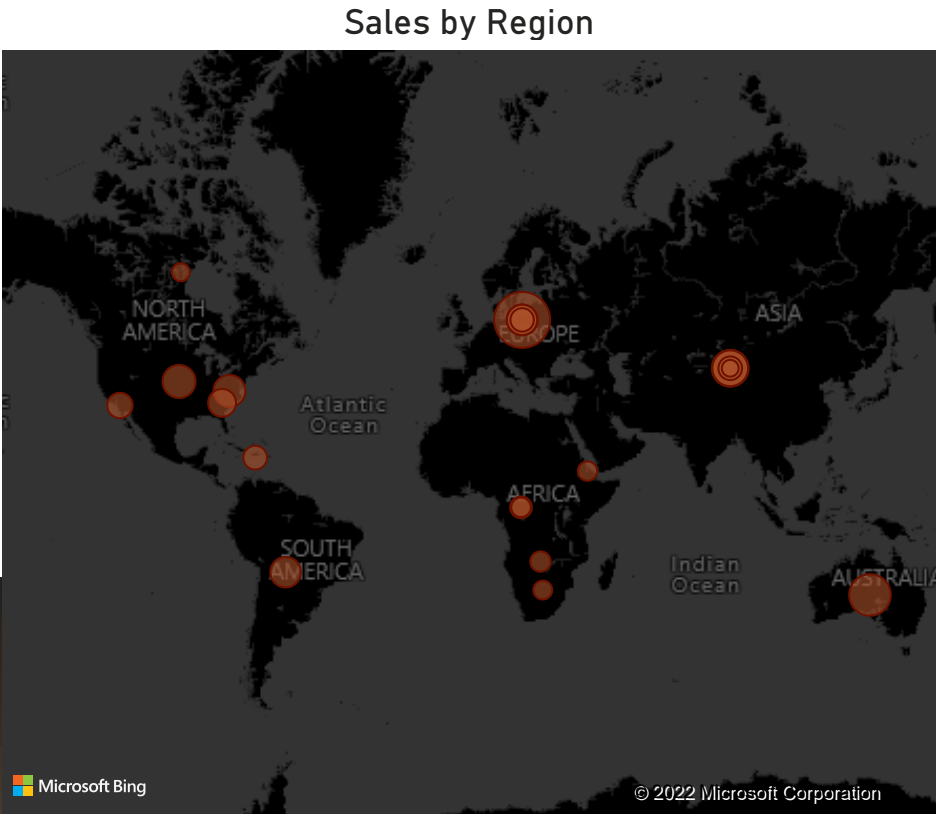 Sales by Region
NORTH
AMERICA
EUROPE
ASIA
Atlantic
Ocean
AFRICA
SOUTH
AMERICA
Indian
Ocean
AUSTRALIA
Microsoft Bing
© 2022 Microsoft Corporation